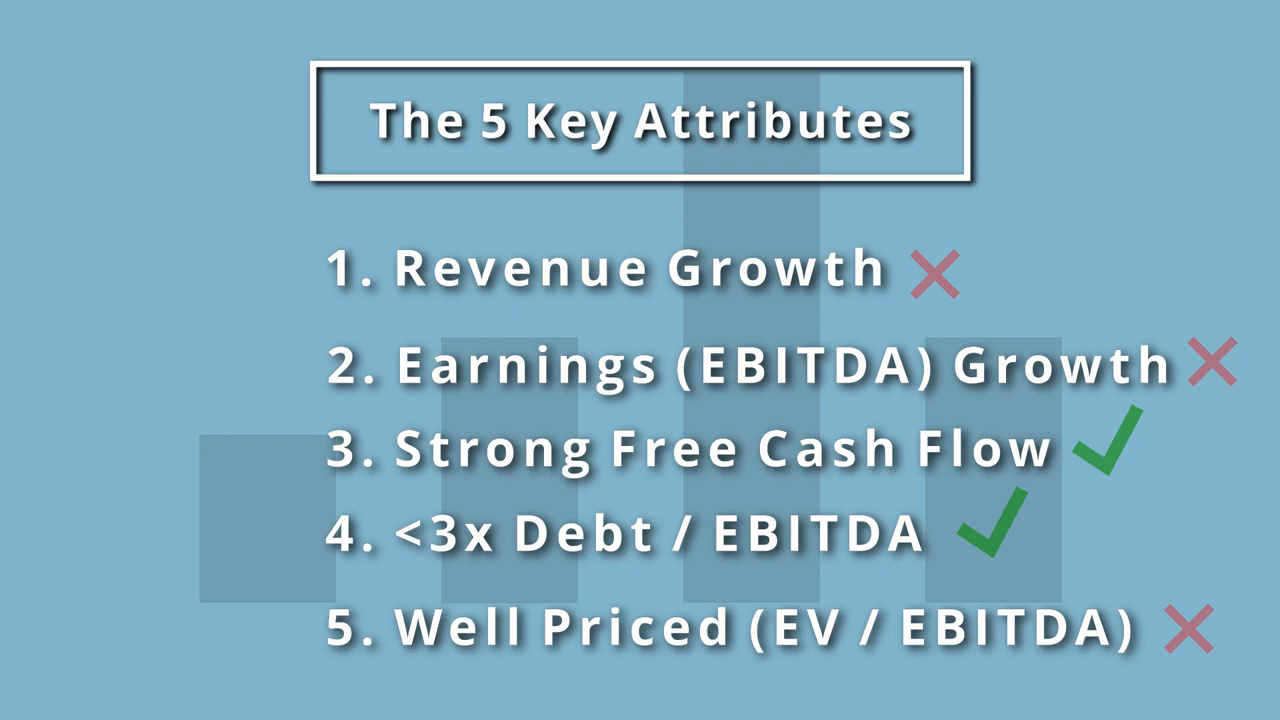 The 5 Key Attributes
1. Revenue Growth
2. Earnings (EBITDA) Growth
3. Strong Free Cash Flow
4. <3x Debt / EBITDA
5. Well Priced (EV / EBITDA)